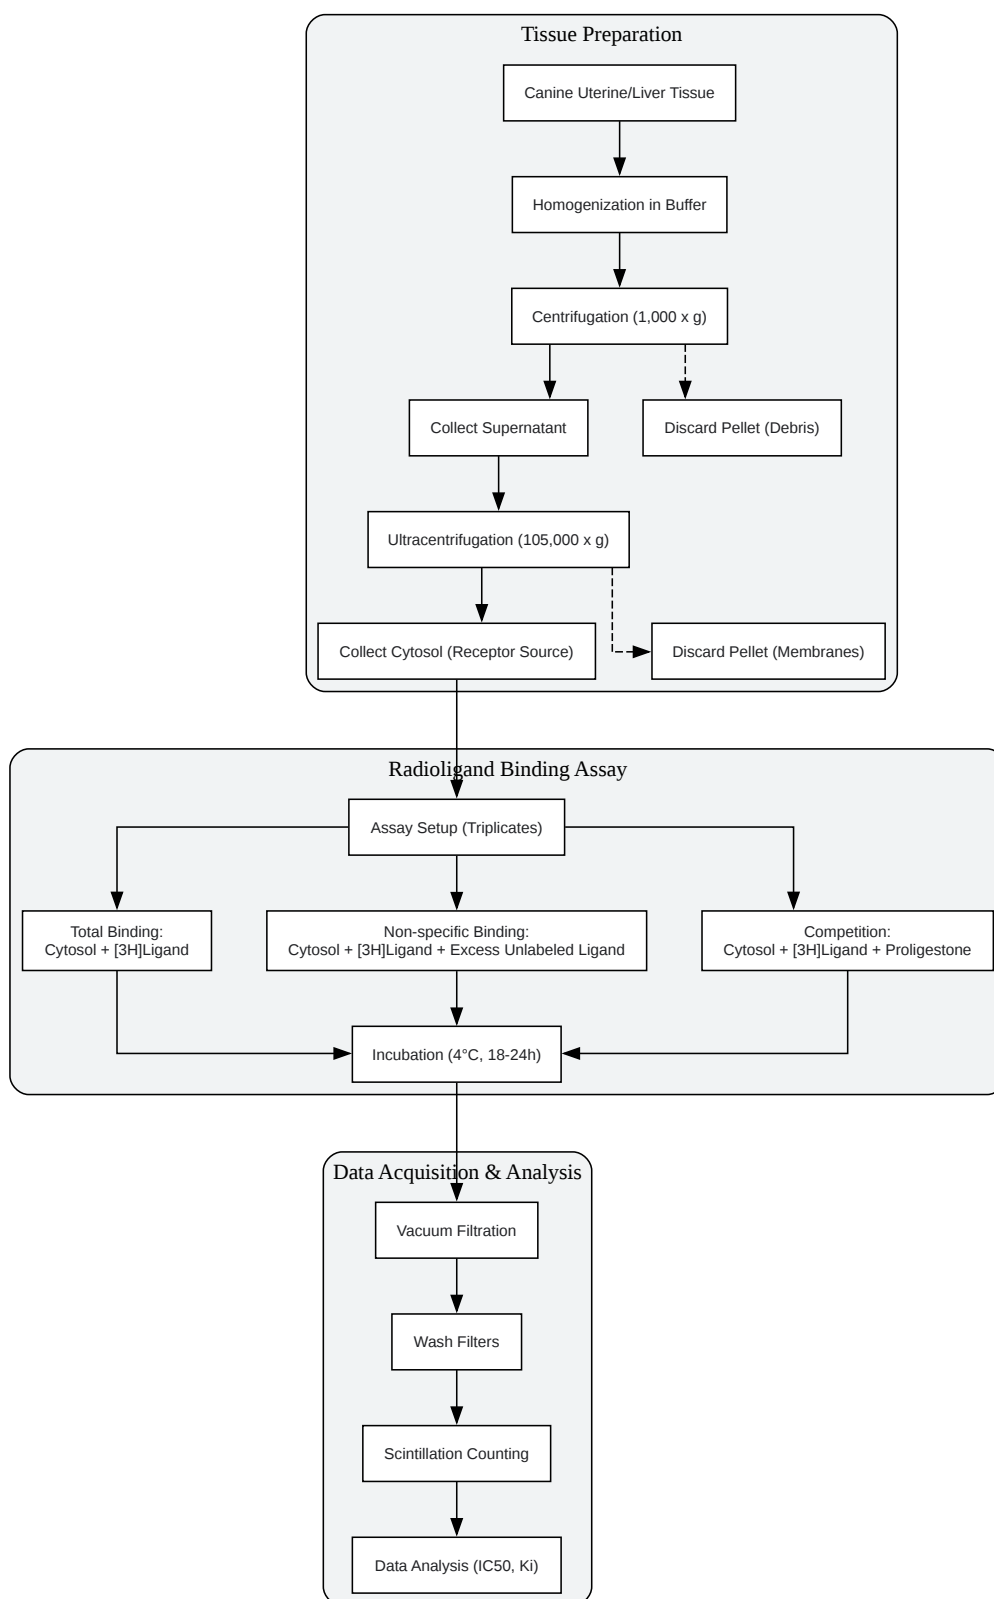 Tissue Preparation
Canine Uterine/Liver Tissue
Homogenization in Buffer
Centrifugation (1,000 x g)
Collect Supernatant
Discard Pellet (Debris)
Ultracentrifugation (105,000 x g)
Collect Cytosol (Receptor Source)
Discard Pellet (Membranes)
Radioligand Binding Assay
Assay Setup (Triplicates)
Total Binding:
Cytosol + [3H]Ligand
Non-specific Binding:
Cytosol + [3H]Ligand + Excess Unlabeled Ligand
Competition:
Cytosol + [3H]Ligand + Proligestone
Incubation (4°C, 18-24h)
Data Acquisition & Analysis
Vacuum Filtration
Wash Filters
Scintillation Counting
Data Analysis (IC50, Ki)